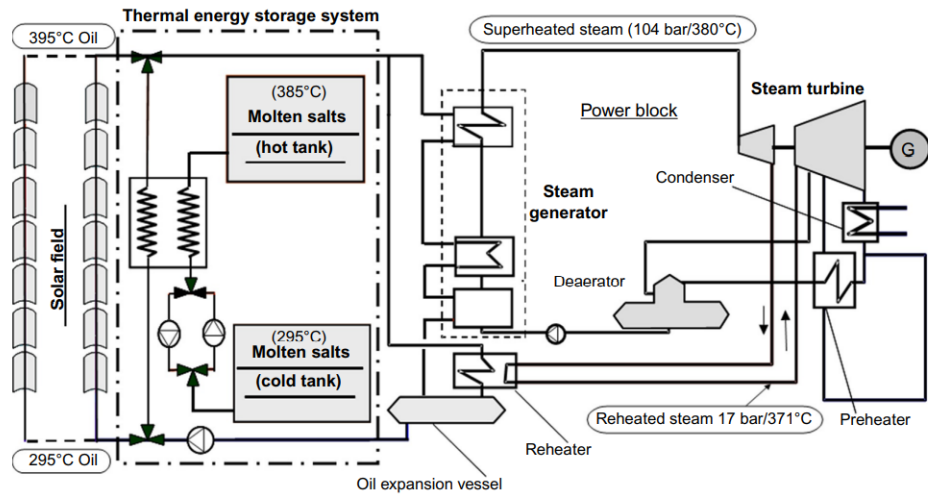 Thermal energy storage system
395°C Oil
Superheated steam (104 bar/380°C)
(385°C)
Molten salts
(hot tank)
Power block
Steam turbine
G
Condenser
Steam
generator
Solar field
Deaerator
(295°C)
Molten salts
(cold tank)
Reheated steam 17 bar/371°C
Preheater
Reheater
295°C Oil
Oil expansion vessel